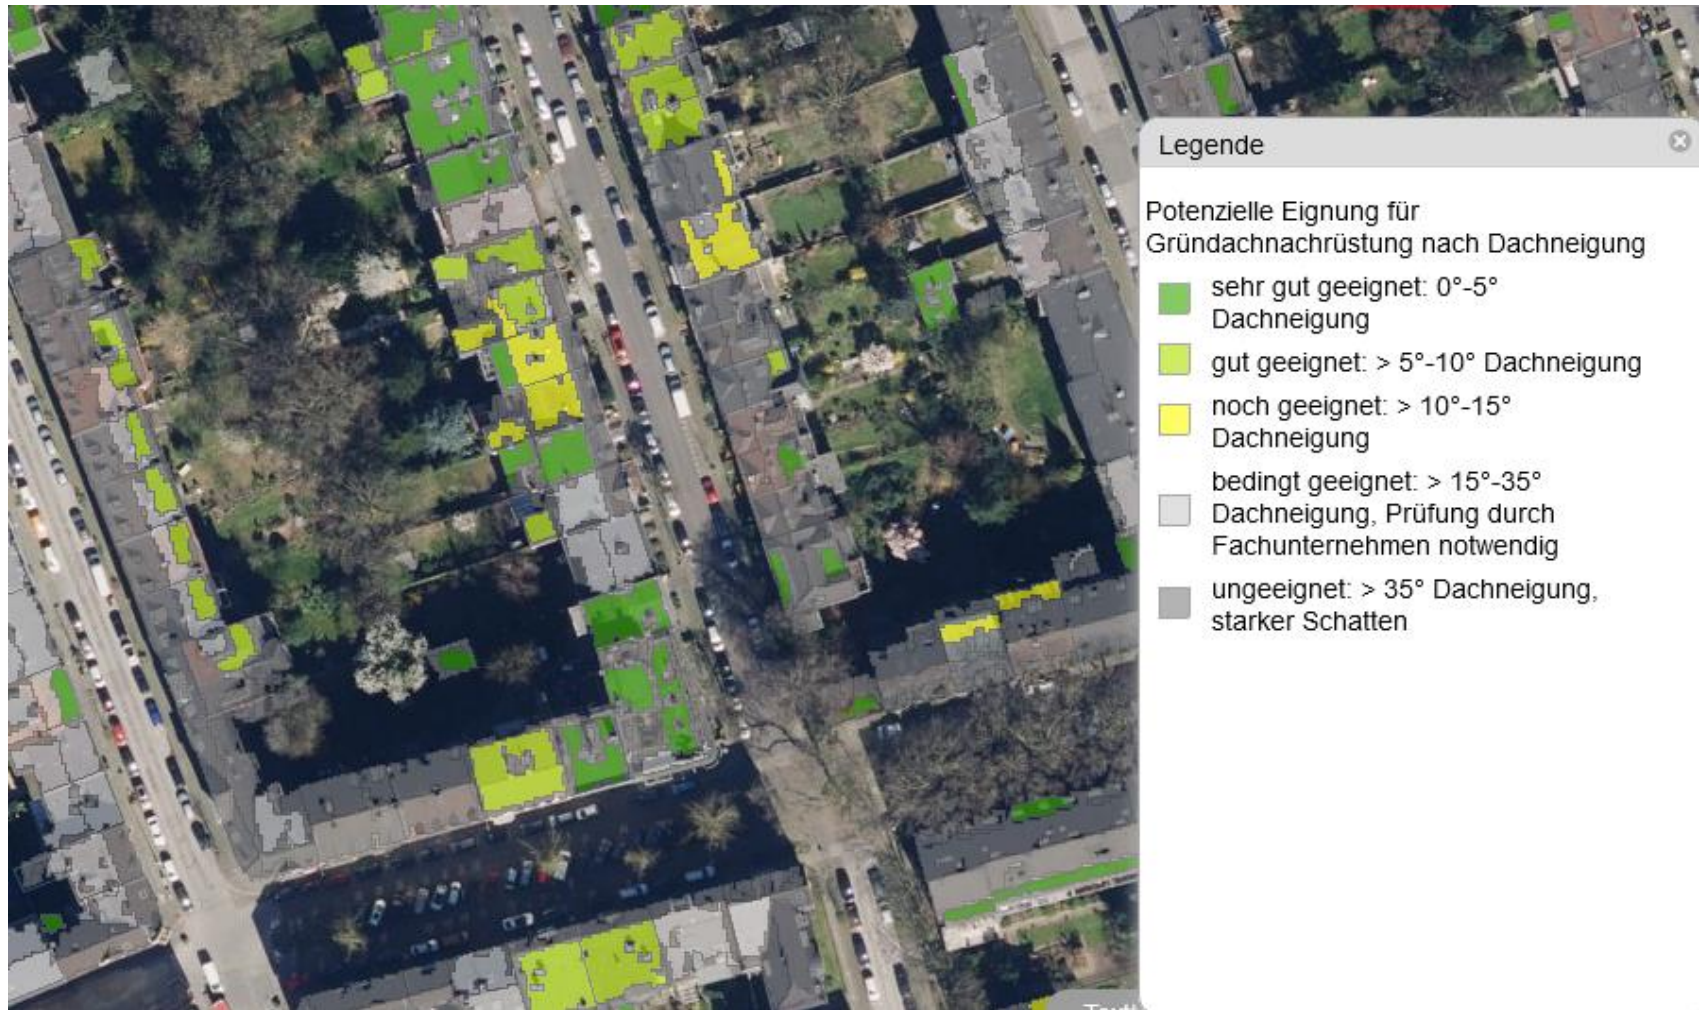 Legende
Potenzielle Eignung für
Gründachnachrüstung nach Dachneigung
sehr gut geeignet: 0°-5°
Dachneigung
gut geeignet: > 5°-10° Dachneigung
noch geeignet: > 10°-15°
Dachneigung
bedingt geeignet: > 15°-35°
Dachneigung, Prüfung durch
Fachunternehmen notwendig
ungeeignet: > 35° Dachneigung,
starker Schatten